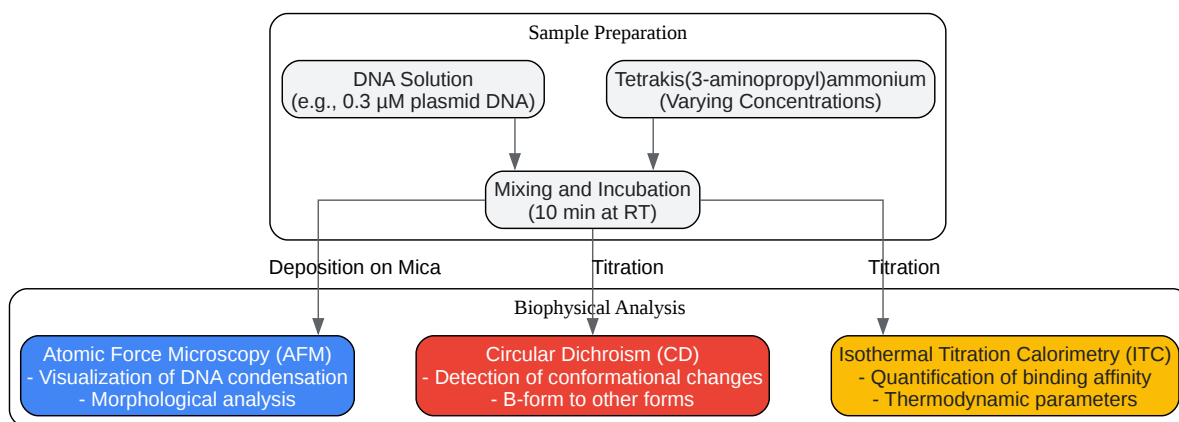 Sample Preparation
DNA Solution
(e.g., 0.3 µM plasmid DNA)
Tetrakis(3-aminopropyl)ammonium
(Varying Concentrations)
Mixing and Incubation
(10 min at RT)
Deposition on Mica
Titration
Titration
Biophysical Analysis
Atomic Force Microscopy (AFM)
- Visualization of DNA condensation
- Morphological analysis
Circular Dichroism (CD)
- Detection of conformational changes
- B-form to other forms
Isothermal Titration Calorimetry (ITC)
- Quantification of binding affinity
- Thermodynamic parameters